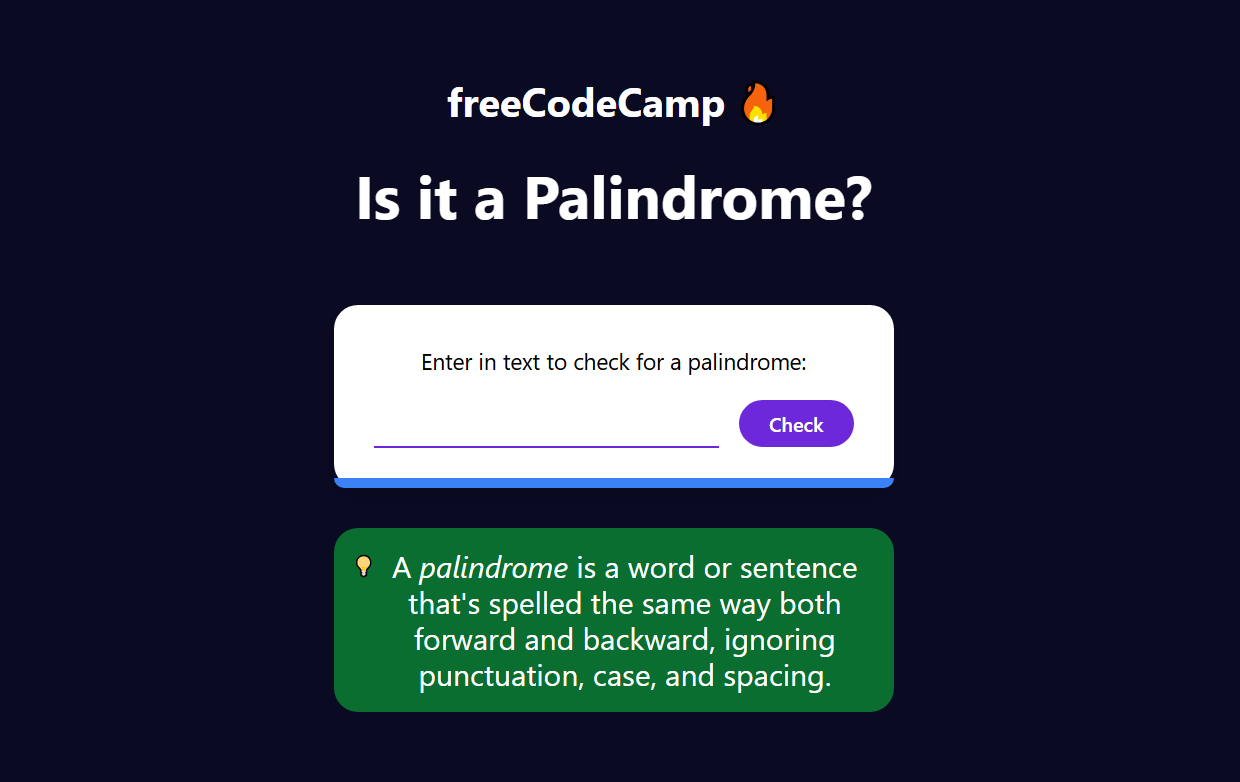 freeCodeCamp 🔥
Is it a Palindrome?
Enter in text to check for a palindrome:
Check
💡 A palindrome is a word or sentence
that's spelled the same way both
forward and backward, ignoring
punctuation, case, and spacing.